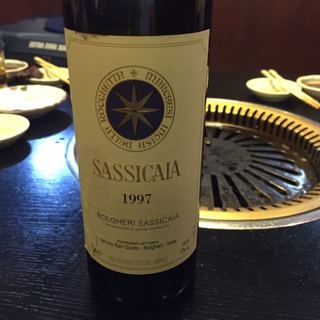 MARCHESI INCISA DELLA ROCCHETTA
SASSICAIA
1997
BOLGHERI SASSICAIA
Tenuta San Guido - Bolgheri - Italia